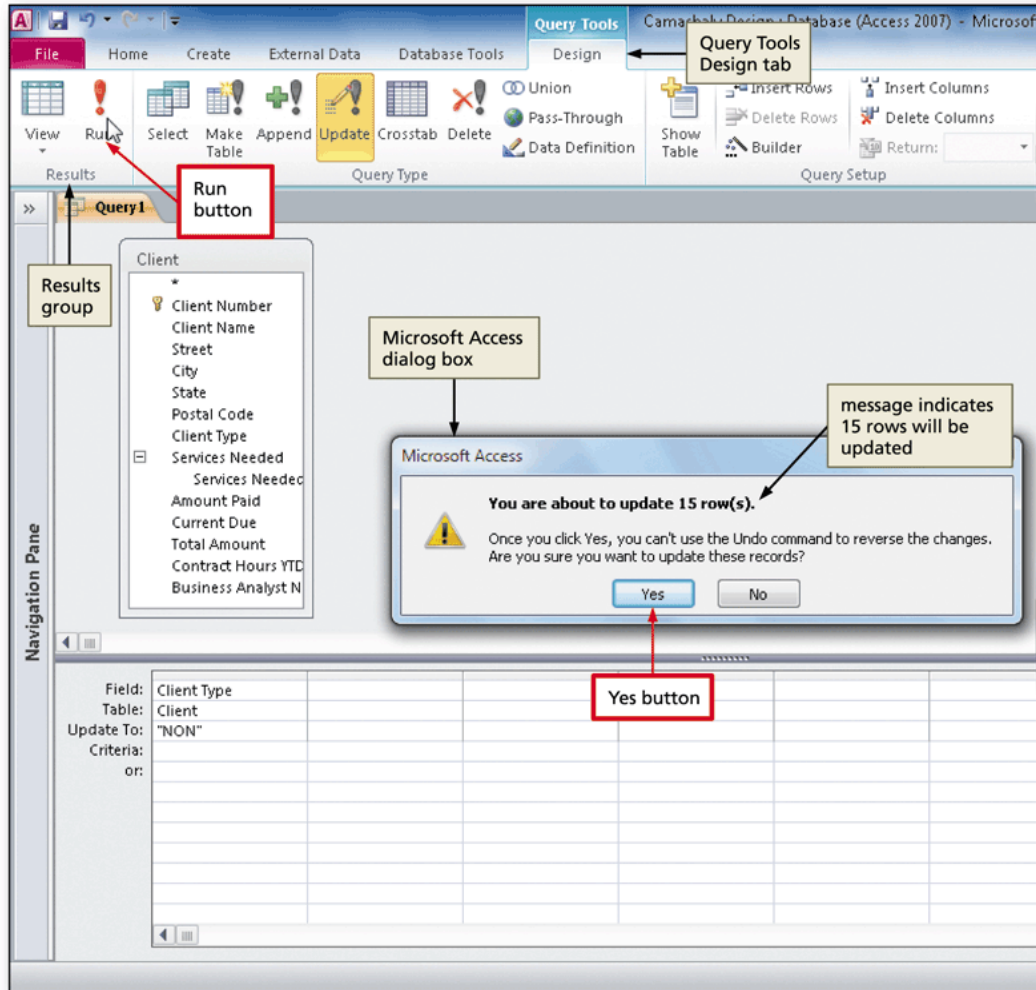 Query Tools
Design : Database (Access 2007) - Microsof
File
Home
Create
External Data
Database Tools
Design
Query Tools
Design tab
View
Run
Select
Make
Table
Append
Update
Crosstab
Delete
Union
Pass-Through
Data Definition
Show
Table
Insert Rows
Delete Rows
Builder
Insert Columns
Delete Columns
Return:
Results
Query Type
Query Setup
Run
button
Query1
Results
group
Client
*
Client Number
Client Name
Street
City
State
Postal Code
Client Type
Services Needed
Services Needed
Amount Paid
Current Due
Total Amount
Contract Hours YTD
Business Analyst N
Microsoft Access
dialog box
message indicates
15 rows will be
updated
Microsoft Access
You are about to update 15 row(s).
Once you click Yes, you can't use the Undo command to reverse the changes.
Are you sure you want to update these records?
Yes
No
Yes button
Navigation Pane
Field: Client Type
Table: Client
Update To: "NON"
Criteria:
or: